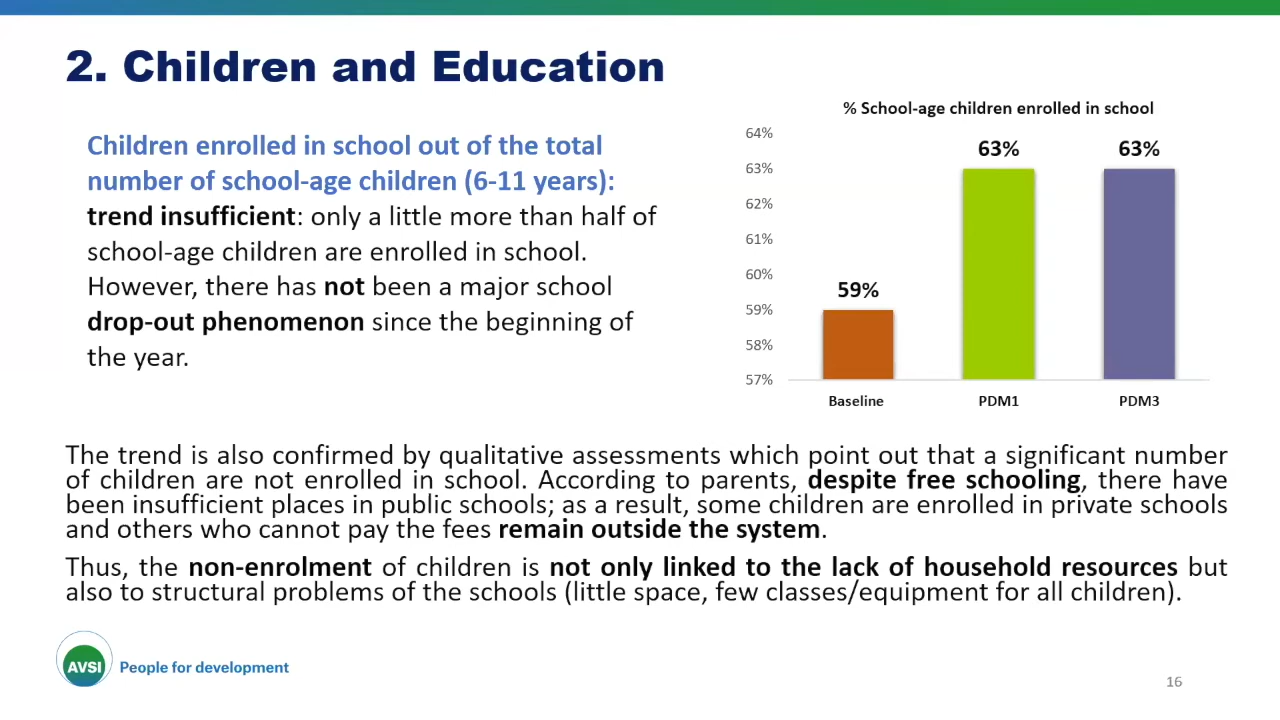 2. Children and Education
Children enrolled in school out of the total
number of school-age children (6-11 years):
trend insufficient: only a little more than half of
school-age children are enrolled in school.
However, there has not been a major school
drop-out phenomenon since the beginning of
the year.
% School-age children enrolled in school
64%
63%
62%
61%
60%
59%
58%
57%
59%
63%
63%
Baseline
PDM1
PDM3
The trend is also confirmed by qualitative assessments which point out that a significant number
of children are not enrolled in school. According to parents, despite free schooling, there have
been insufficient places in public schools; as a result, some children are enrolled in private schools
and others who cannot pay the fees remain outside the system.
Thus, the non-enrolment of children is not only linked to the lack of household resources but
also to structural problems of the schools (little space, few classes/equipment for all children).
AVSI
People for development
16